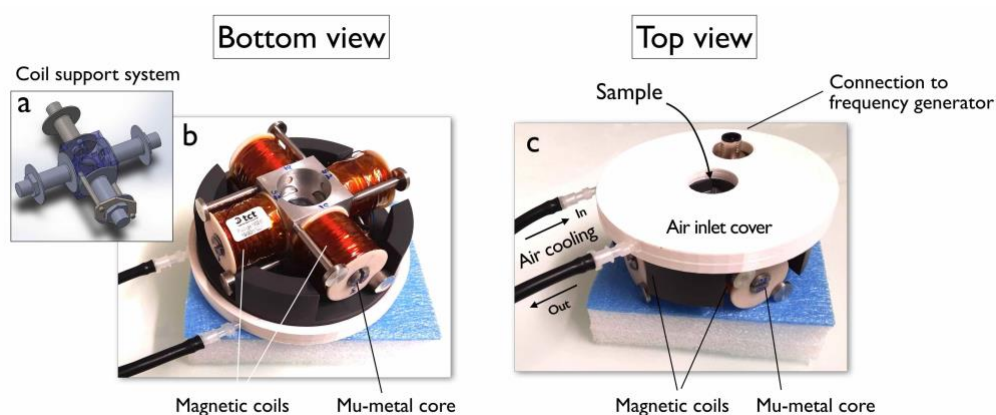 Bottom view
Top view
Coil support system
a
b
tct
Connection to
frequency generator
Sample
c
In
Air cooling
Out
Air inlet cover
Magnetic coils
Mu-metal core
Magnetic coils
Mu-metal core